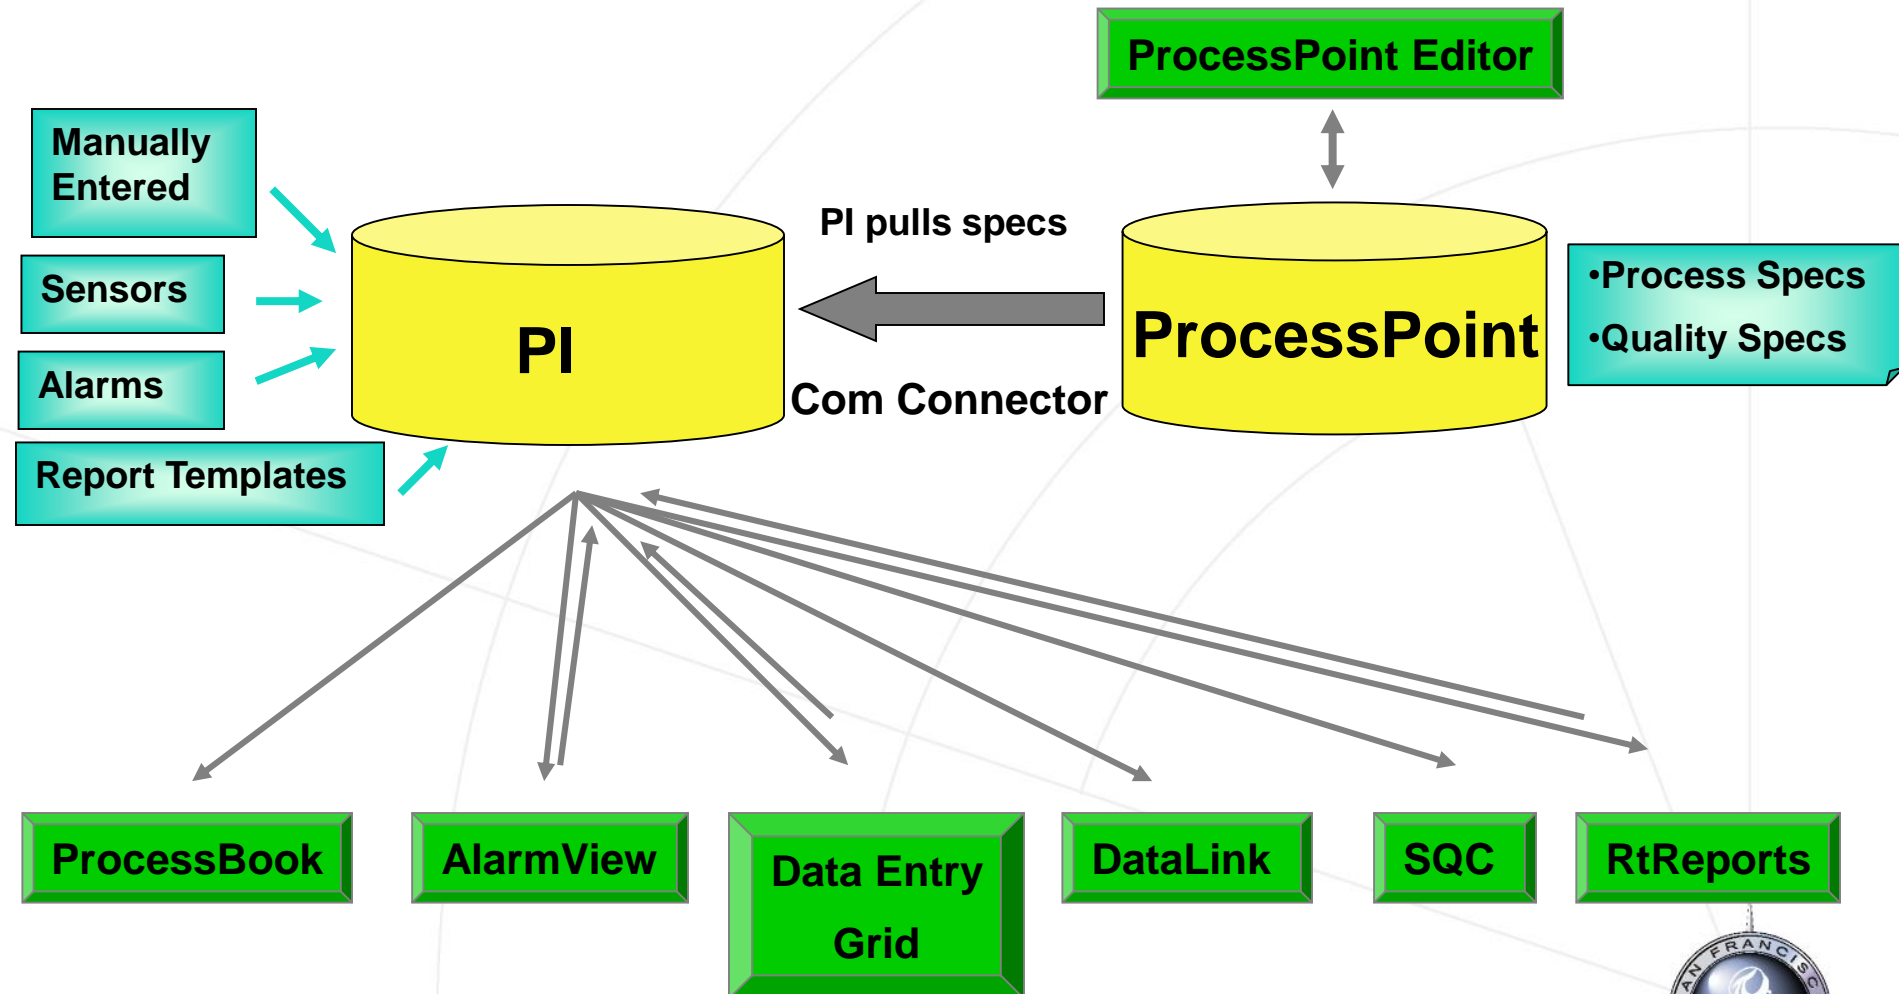 ProcessPoint Editor
Manually
Entered
PI pulls specs
Sensors
•Process Specs
PI
ProcessPoint
•Quality Specs
Alarms
Com Connector
Report Templates
ProcessBook
AlarmView
Data Entry
Grid
DataLink
SQC
RtReports